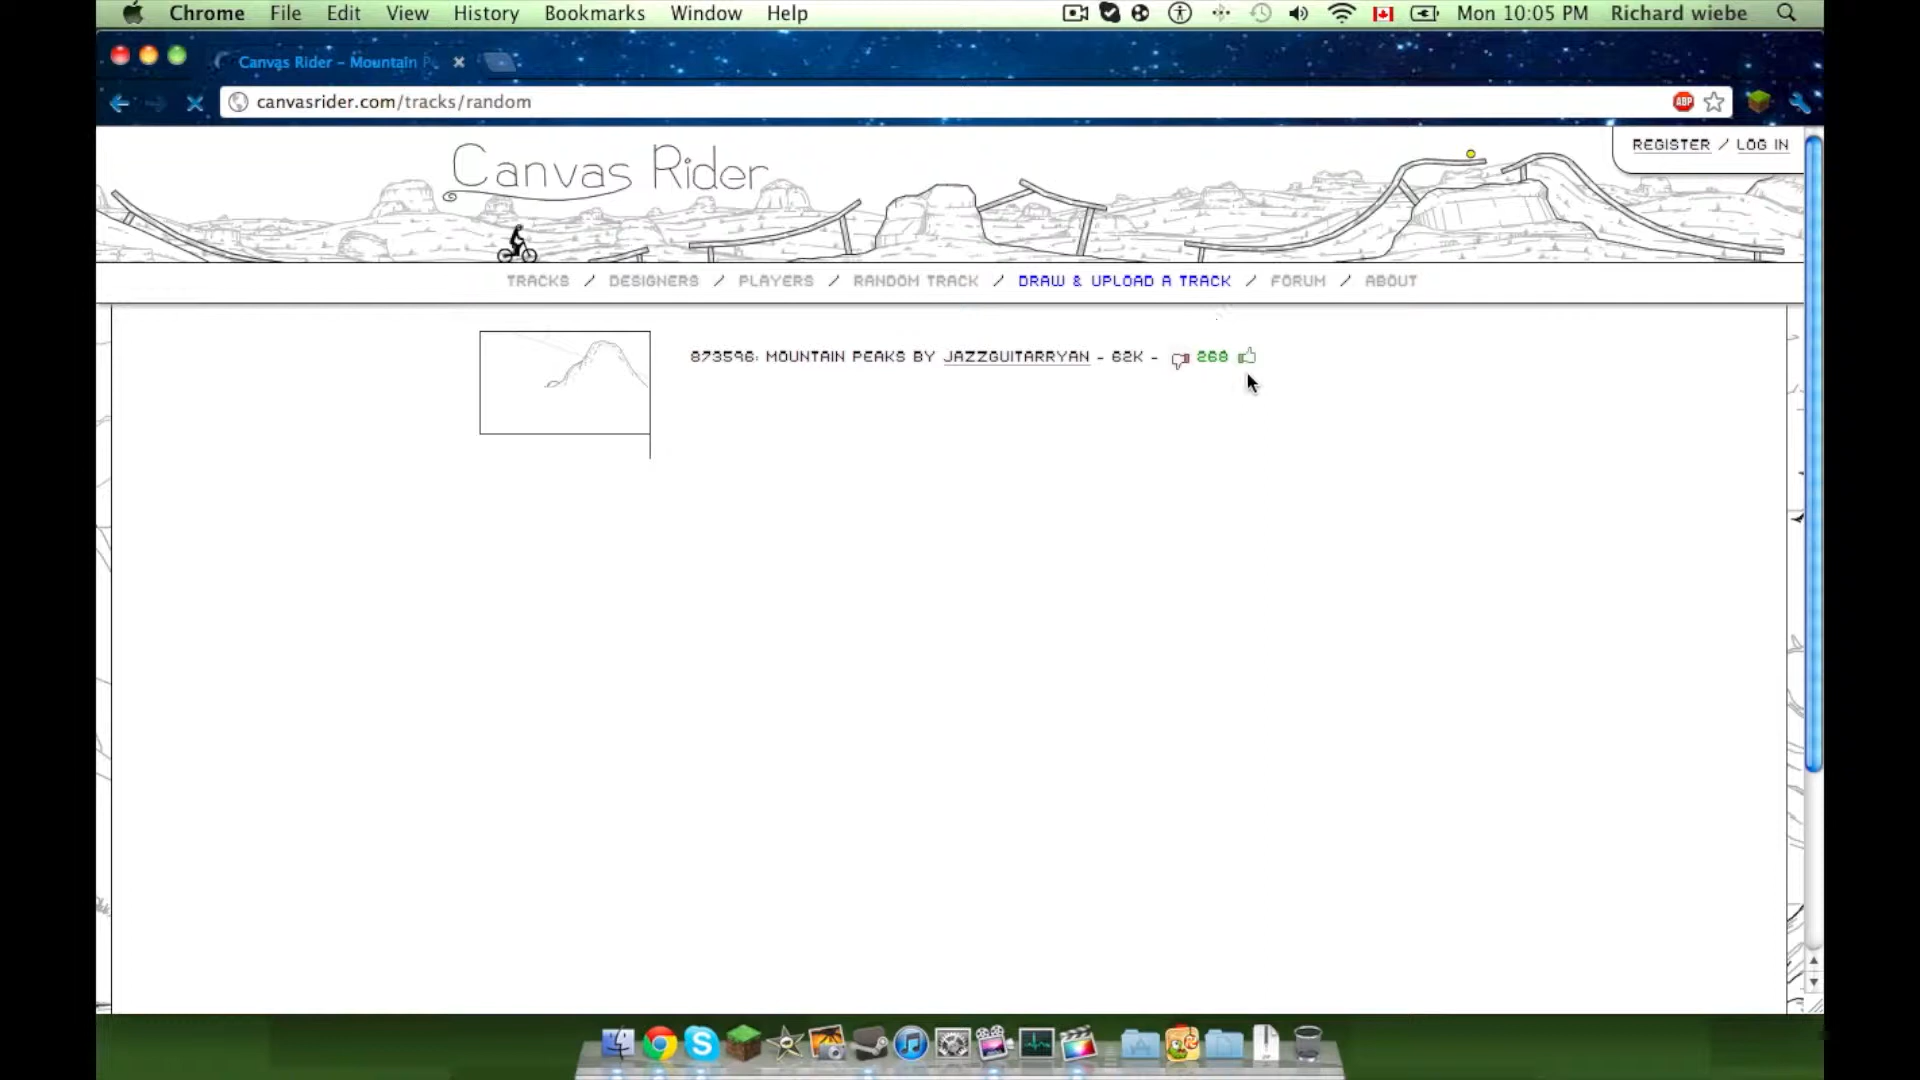 Chrome File Edit View History Bookmarks Window Help Mon 10:05 PM Richard wiebe
Canvas Rider - Mountain P
canvasrider.com/tracks/random
ABP
REGISTER / LOG IN
Canvas Rider
TRACKS / DESIGNERS / PLAYERS / RANDOM TRACK / DRAW & UPLOAD A TRACK / FORUM / ABOUT
873596: MOUNTAIN PEAKS BY JAZZGUITARRYAN - 62K - 268